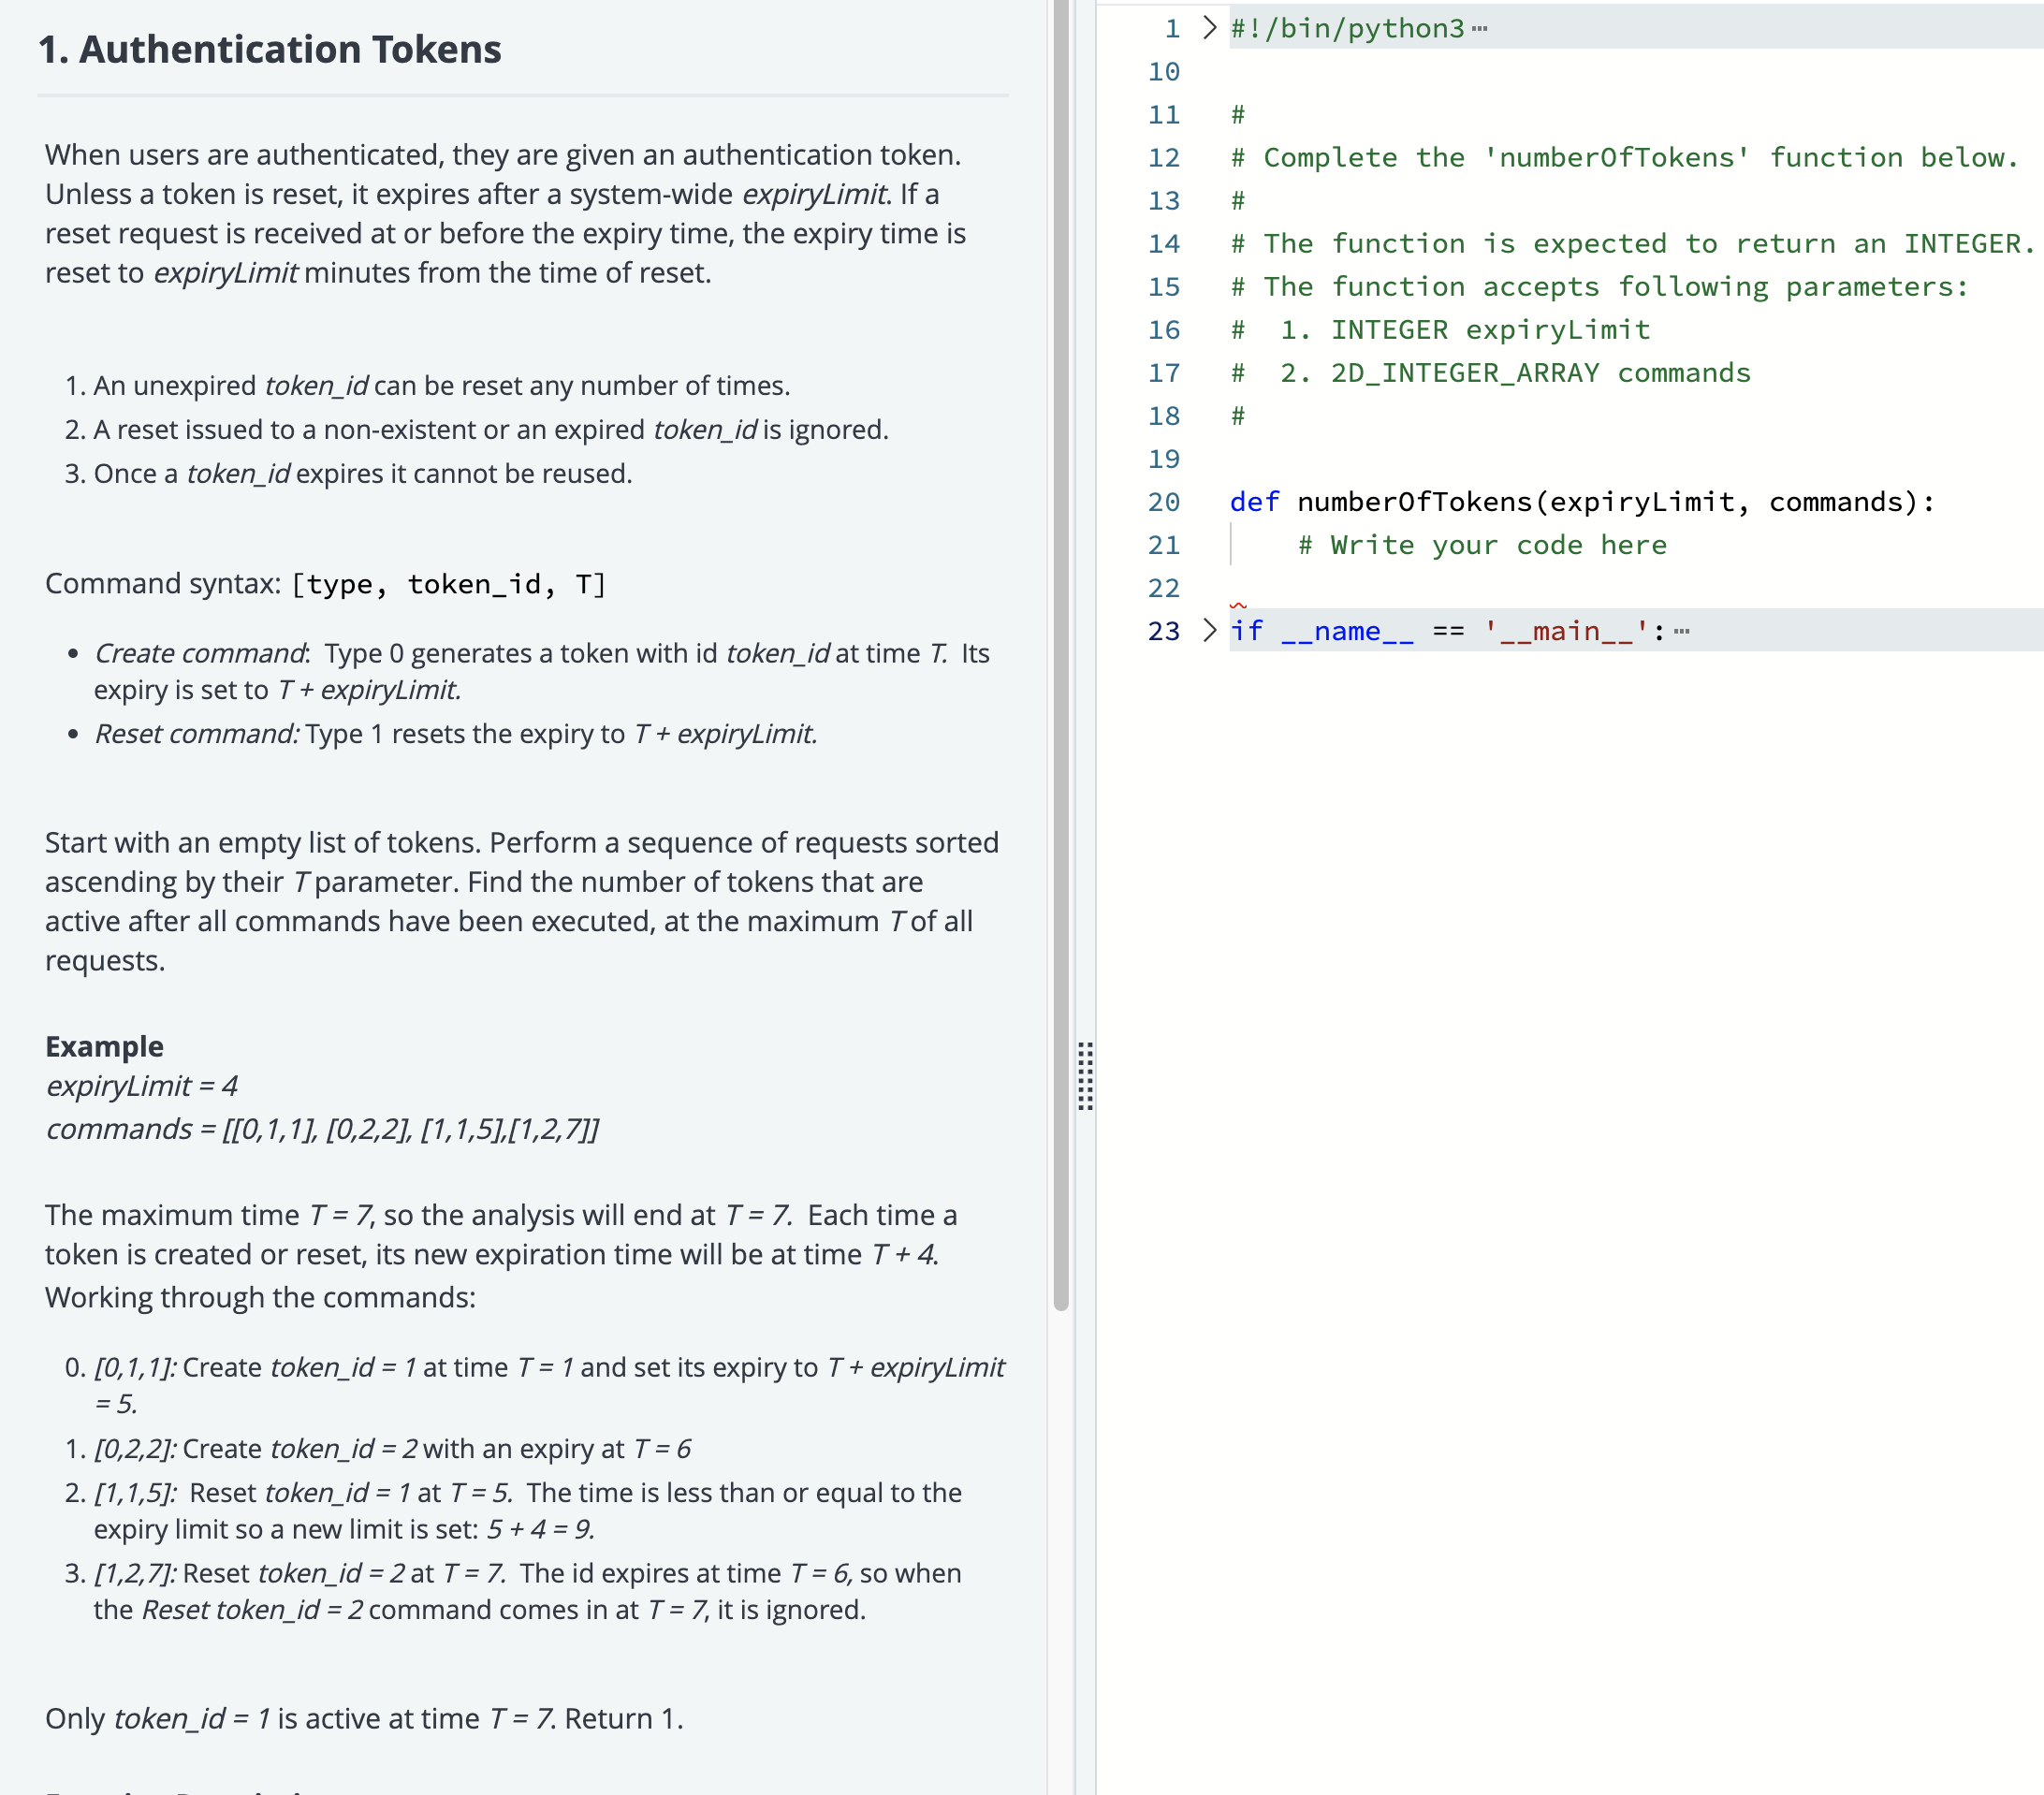 1. Authentication Tokens
When users are authenticated, they are given an authentication token.
Unless a token is reset, it expires after a system-wide expiryLimit. If a
reset request is received at or before the expiry time, the expiry time is
reset to expiryLimit minutes from the time of reset.
1. An unexpired token_id can be reset any number of times.
2. A reset issued to a non-existent or an expired token_id is ignored.
3. Once a token_id expires it cannot be reused.
Command syntax: [type, token_id, T]
• Create command:  Type 0 generates a token with id token_id at time T.  Its
expiry is set to T + expiryLimit.
• Reset command: Type 1 resets the expiry to T + expiryLimit.
Start with an empty list of tokens. Perform a sequence of requests sorted
ascending by their T parameter. Find the number of tokens that are
active after all commands have been executed, at the maximum T of all
requests.
Example
expiryLimit = 4
commands = [[0,1,1], [0,2,2], [1,1,5],[1,2,7]]
The maximum time T = 7, so the analysis will end at T = 7.  Each time a
token is created or reset, its new expiration time will be at time T + 4.
Working through the commands:
0. [0,1,1]: Create token_id = 1 at time T = 1 and set its expiry to T + expiryLimit
= 5.
1. [0,2,2]: Create token_id = 2 with an expiry at T = 6
2. [1,1,5]:  Reset token_id = 1 at T = 5.  The time is less than or equal to the
expiry limit so a new limit is set: 5 + 4 = 9.
3. [1,2,7]: Reset token_id = 2 at T = 7.  The id expires at time T = 6, so when
the Reset token_id = 2 command comes in at T = 7, it is ignored.
Only token_id = 1 is active at time T = 7. Return 1.
1 > #!/bin/python3 ⋯
10
11 #
12 # Complete the 'numberOfTokens' function below.
13 #
14 # The function is expected to return an INTEGER.
15 # The function accepts following parameters:
16 #  1. INTEGER expiryLimit
17 #  2. 2D_INTEGER_ARRAY commands
18 #
19
20 def numberOfTokens(expiryLimit, commands):
21     # Write your code here
22
23 > if __name__ == '__main__': ⋯